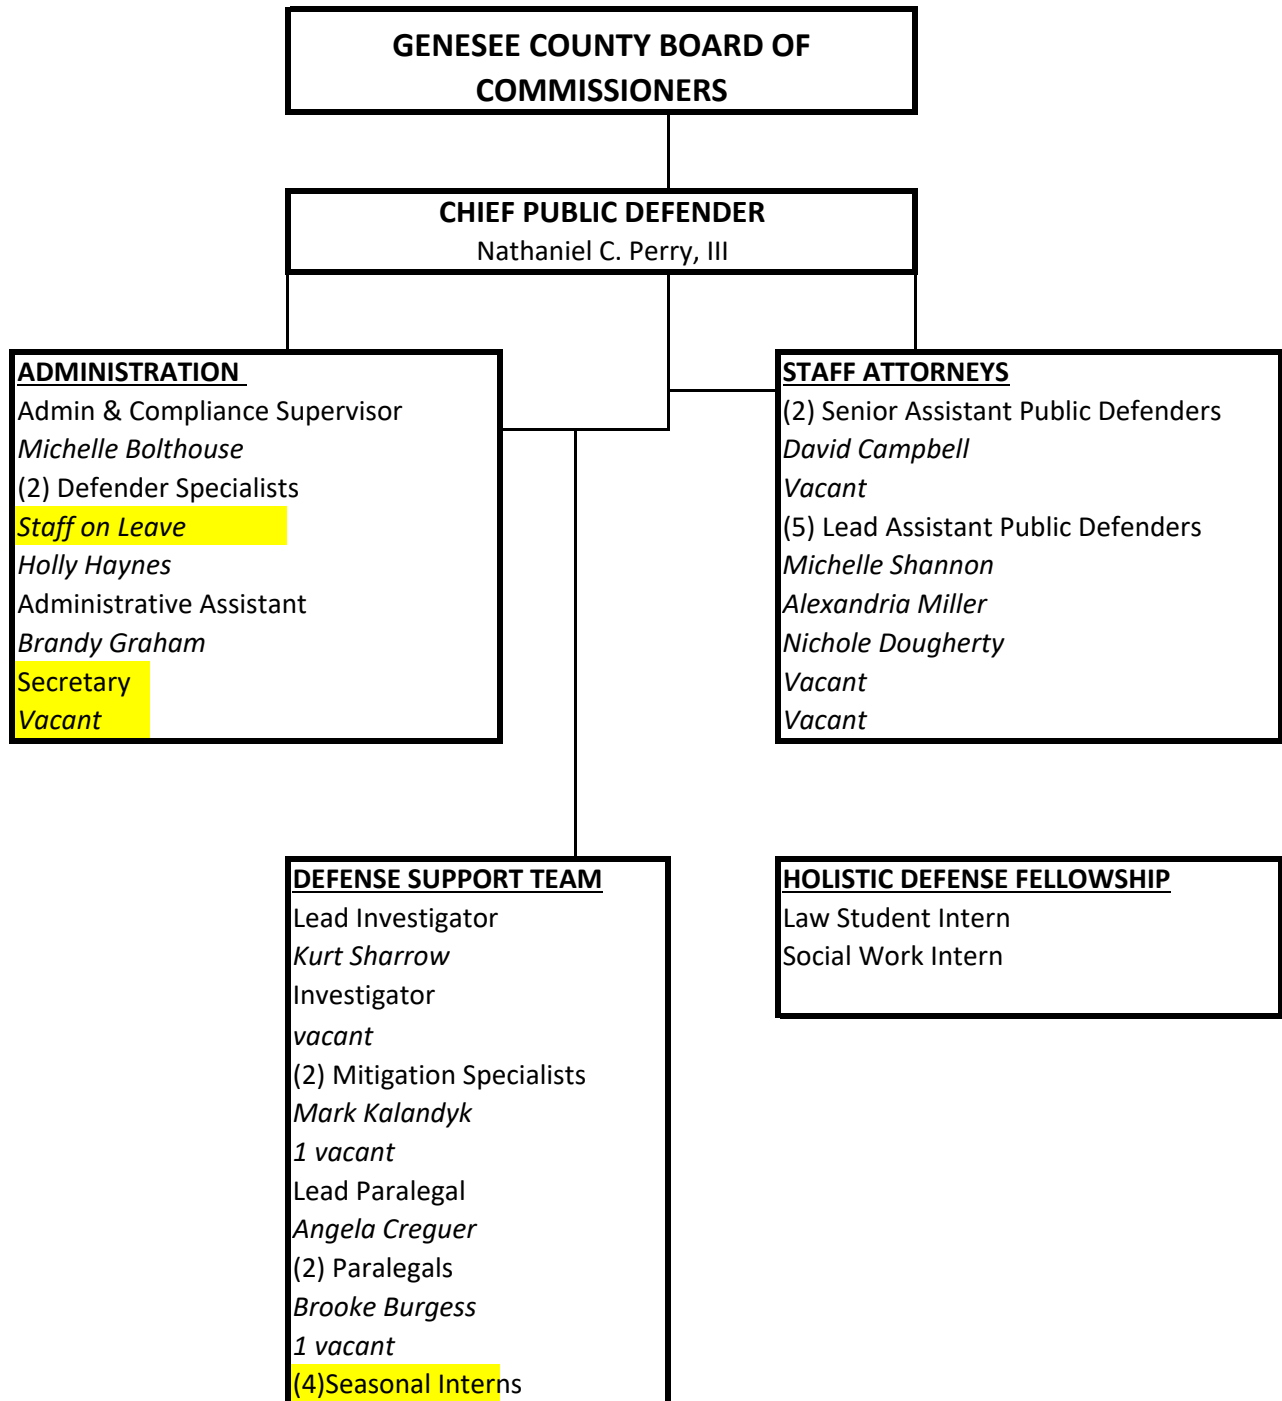 GENESEE COUNTY BOARD OF
COMMISSIONERS
CHIEF PUBLIC DEFENDER
Nathaniel C. Perry, III
ADMINISTRATION
Admin & Compliance Supervisor
Michelle Bolthouse
(2) Defender Specialists
Staff on Leave
Holly Haynes
Administrative Assistant
Brandy Graham
Secretary
Vacant
STAFF ATTORNEYS
(2) Senior Assistant Public Defenders
David Campbell
Vacant
(5) Lead Assistant Public Defenders
Michelle Shannon
Alexandria Miller
Nichole Dougherty
Vacant
Vacant
DEFENSE SUPPORT TEAM
Lead Investigator
Kurt Sharrow
Investigator
vacant
(2) Mitigation Specialists
Mark Kalandyk
1 vacant
Lead Paralegal
Angela Creguer
(2) Paralegals
Brooke Burgess
1 vacant
(4)Seasonal Interns
HOLISTIC DEFENSE FELLOWSHIP
Law Student Intern
Social Work Intern